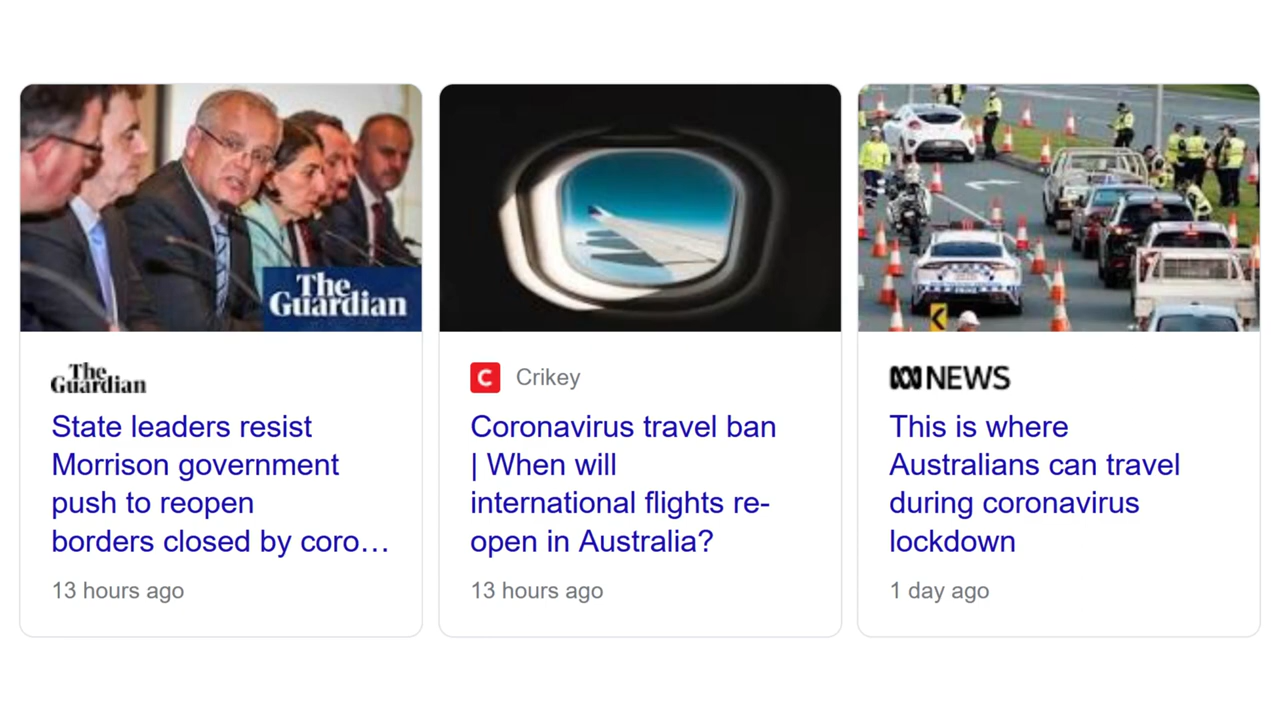 The
Guardian
The
Guardian
State leaders resist
Morrison government
push to reopen
borders closed by coro...
13 hours ago
C Crikey
Coronavirus travel ban
| When will
international flights re-
open in Australia?
13 hours ago
NEWS
This is where
Australians can travel
during coronavirus
lockdown
1 day ago